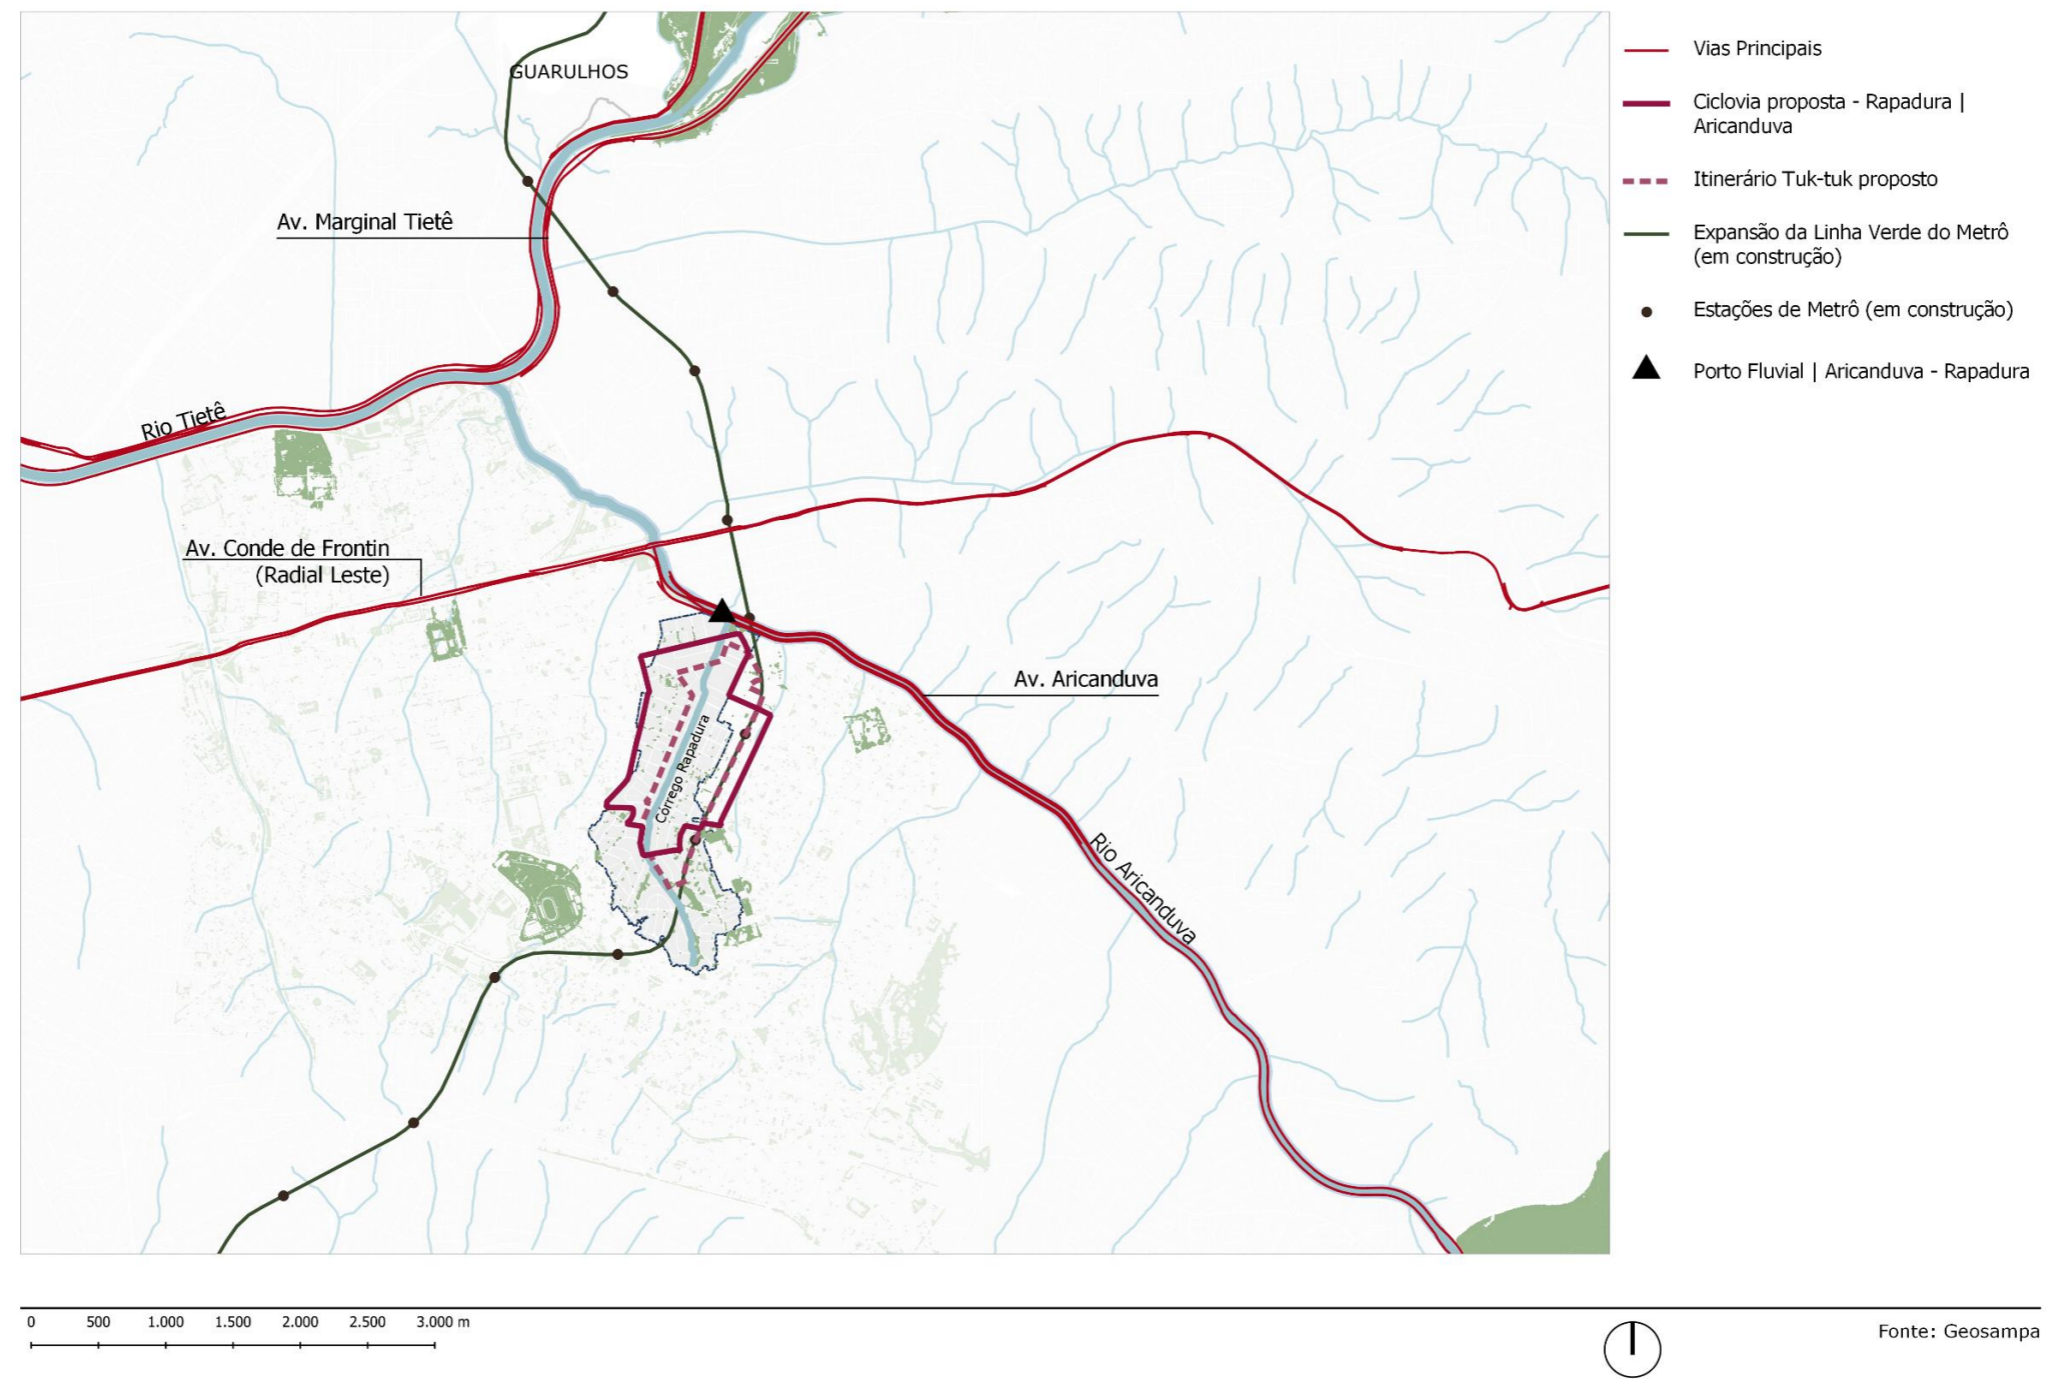 GUARULHOS
Av. Marginal Tietê
Rio Tietê
Av. Conde de Frontin
(Radial Leste)
Av. Aricanduva
Córrego Rapadura
Rio Aricanduva
Vias Principais
Ciclovia proposta - Rapadura |
Aricanduva
Itinerário Tuk-tuk proposto
Expansão da Linha Verde do Metrô
(em construção)
Estações de Metrô (em construção)
Porto Fluvial | Aricanduva - Rapadura
0 500 1.000 1.500 2.000 2.500 3.000 m
Fonte: Geosampa